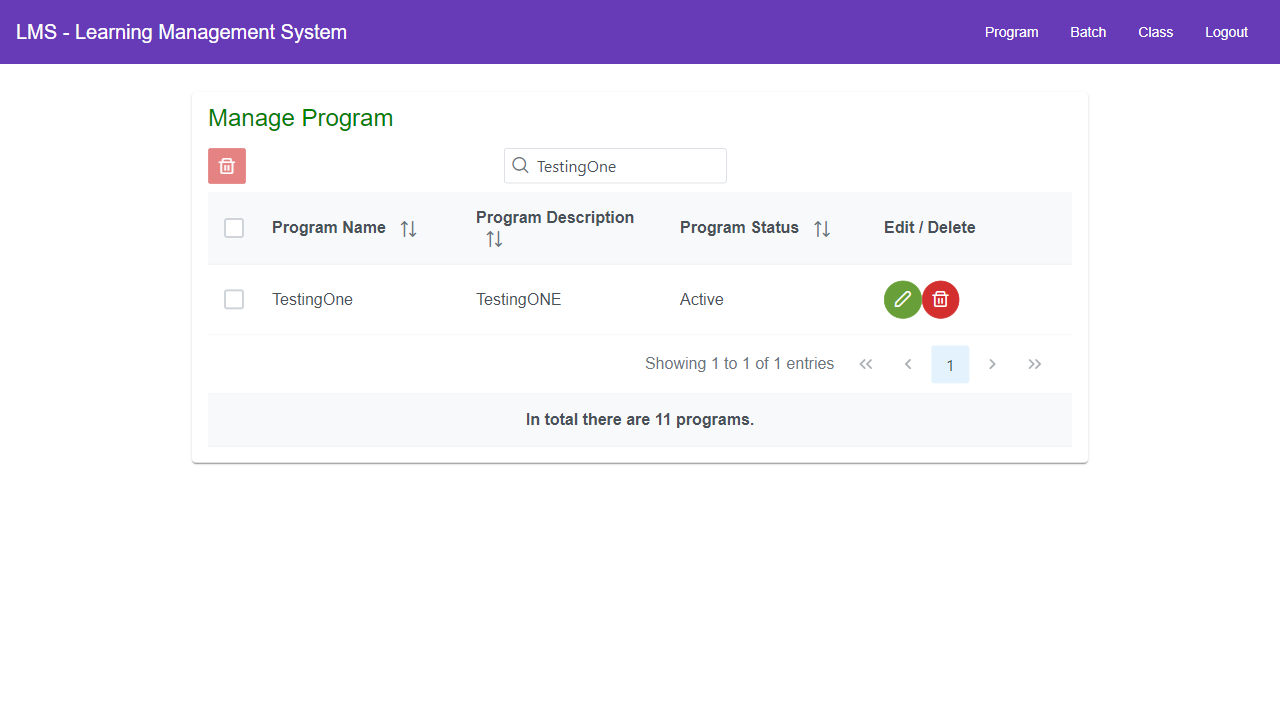 LMS - Learning Management System
Program
Batch
Class
Logout
Manage Program
TestingOne
Program Name
Program Description
Program Status
Edit / Delete
TestingOne
TestingONE
Active
Showing 1 to 1 of 1 entries
1
In total there are 11 programs.